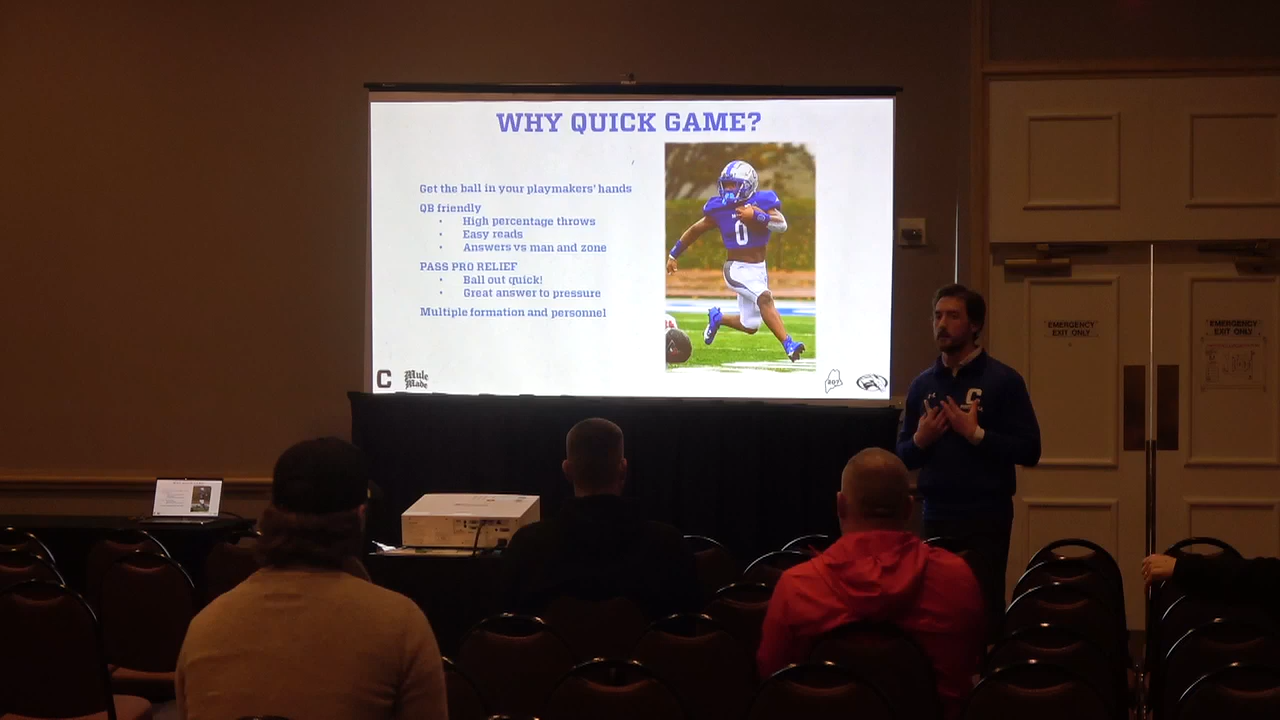 WHY QUICK GAME?
Get the ball in your playmakers' hands
QB friendly
• High percentage throws
• Easy reads
• Answers vs man and zone
PASS PRO RELIEF
• Ball out quick!
• Great answer to pressure
Multiple formation and personnel
0
C
Mule
Made
207
C
EMERGENCY
EXIT ONLY
EMERGENCY
EXIT ONLY